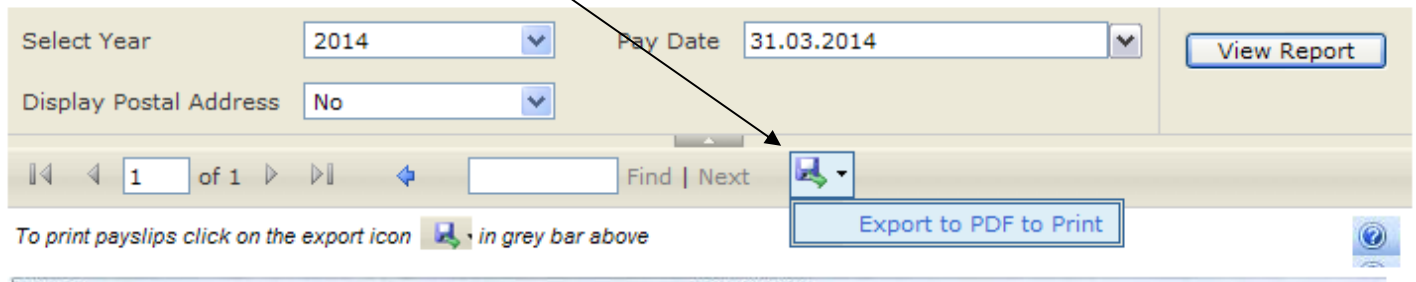 Select Year 2014 Pay Date 31.03.2014 View Report
Display Postal Address No
1 of 1 Find | Next
Export to PDF to Print
To print payslips click on the export icon in grey bar above